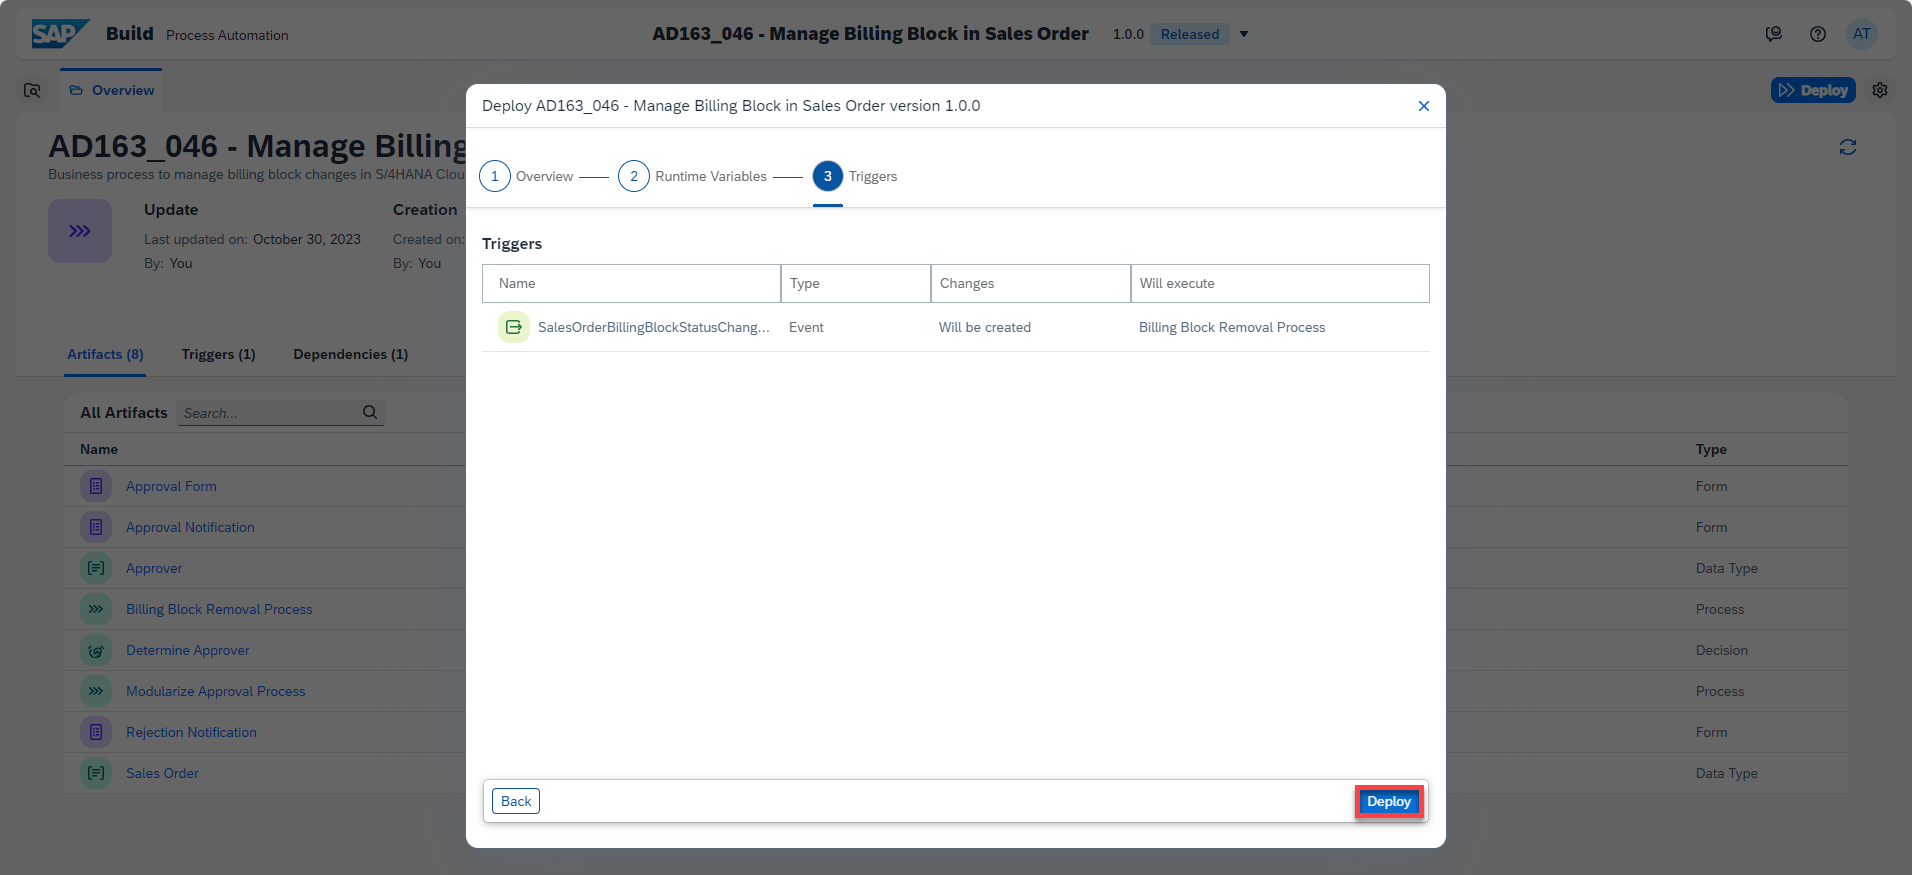 SAP Build Process Automation
AD163_046 - Manage Billing Block in Sales Order 1.0.0 Released
AT
Overview
Deploy
AD163_046 - Manage Billing
Business process to manage billing block changes in S/4HANA Clou
Update
Last updated on: October 30, 2023
By: You
Creation
Created on:
By: You
Artifacts (8) Triggers (1) Dependencies (1)
All Artifacts Search...
Name Type
Approval Form Form
Approval Notification Form
Approver Data Type
Billing Block Removal Process Process
Determine Approver Decision
Modularize Approval Process Process
Rejection Notification Form
Sales Order Data Type
Deploy AD163_046 - Manage Billing Block in Sales Order version 1.0.0
1 Overview 2 Runtime Variables 3 Triggers
Triggers
Name Type Changes Will execute
SalesOrderBillingBlockStatusChang... Event Will be created Billing Block Removal Process
Back Deploy